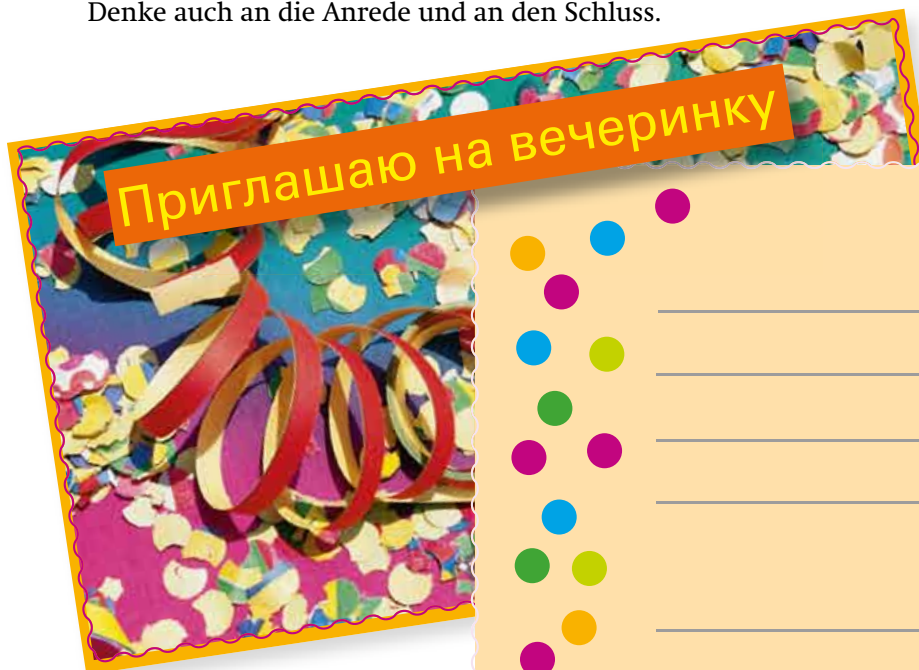 Denke auch an die Anrede und an den Schluss.
Приглашаю на вечеринку